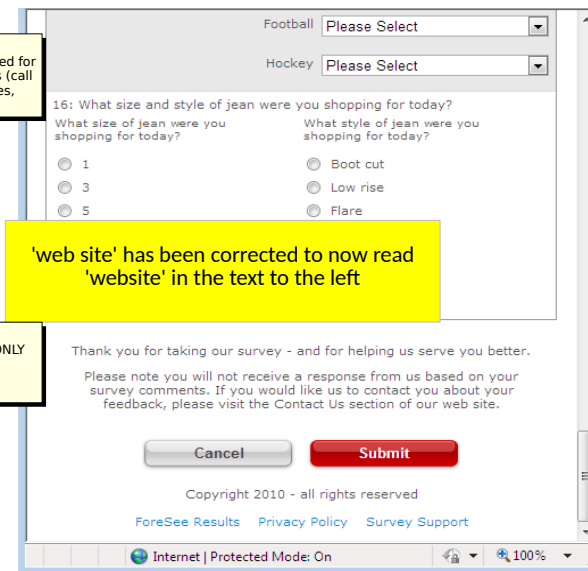 Football Please Select
ed for
s (call
es,
Hockey Please Select
16: What size and style of jean were you shopping for today?
What size of jean were you
shopping for today?
What style of jean were you
shopping for today?
1
Boot cut
3
Low rise
5
Flare
'web site' has been corrected to now read
'website' in the text to the left
ONLY
Thank you for taking our survey - and for helping us serve you better.
Please note you will not receive a response from us based on your
survey comments. If you would like us to contact you about your
feedback, please visit the Contact Us section of our web site.
Cancel Submit
Copyright 2010 - all rights reserved
ForeSee Results Privacy Policy Survey Support
Internet | Protected Mode: On 100%